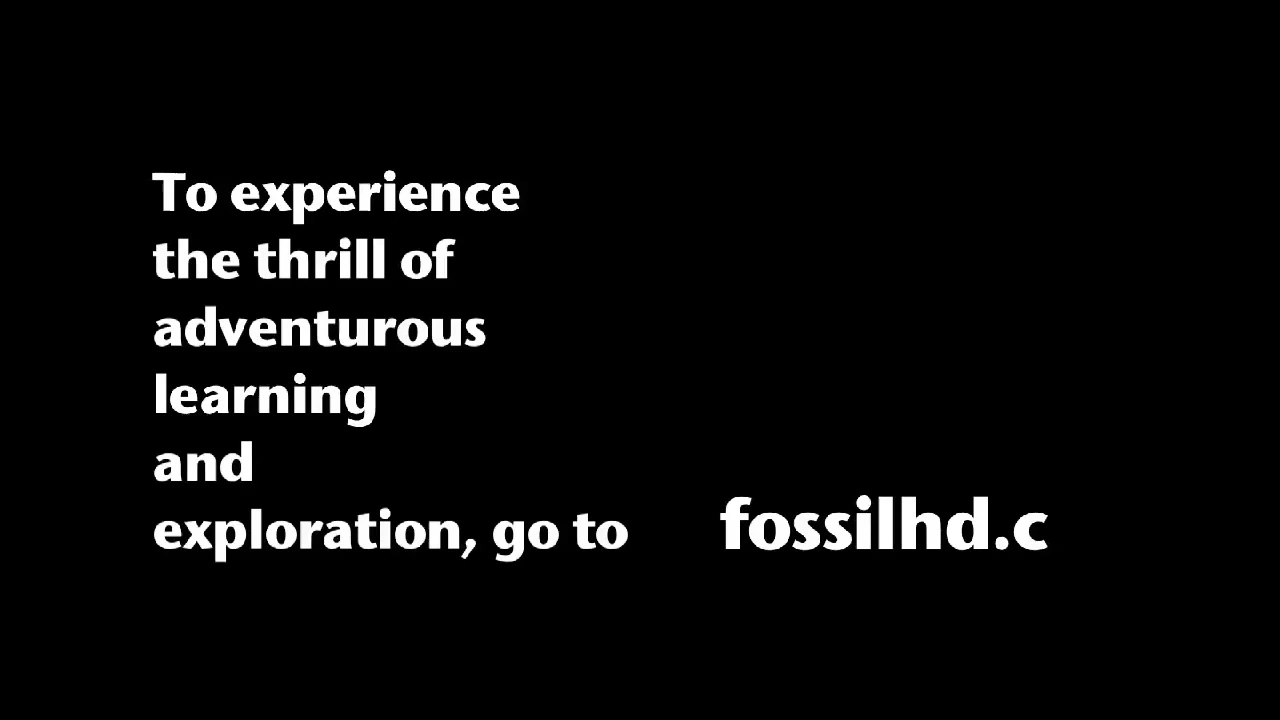 To experience
the thrill of
adventurous
learning
and
exploration, go to fossilhd.c